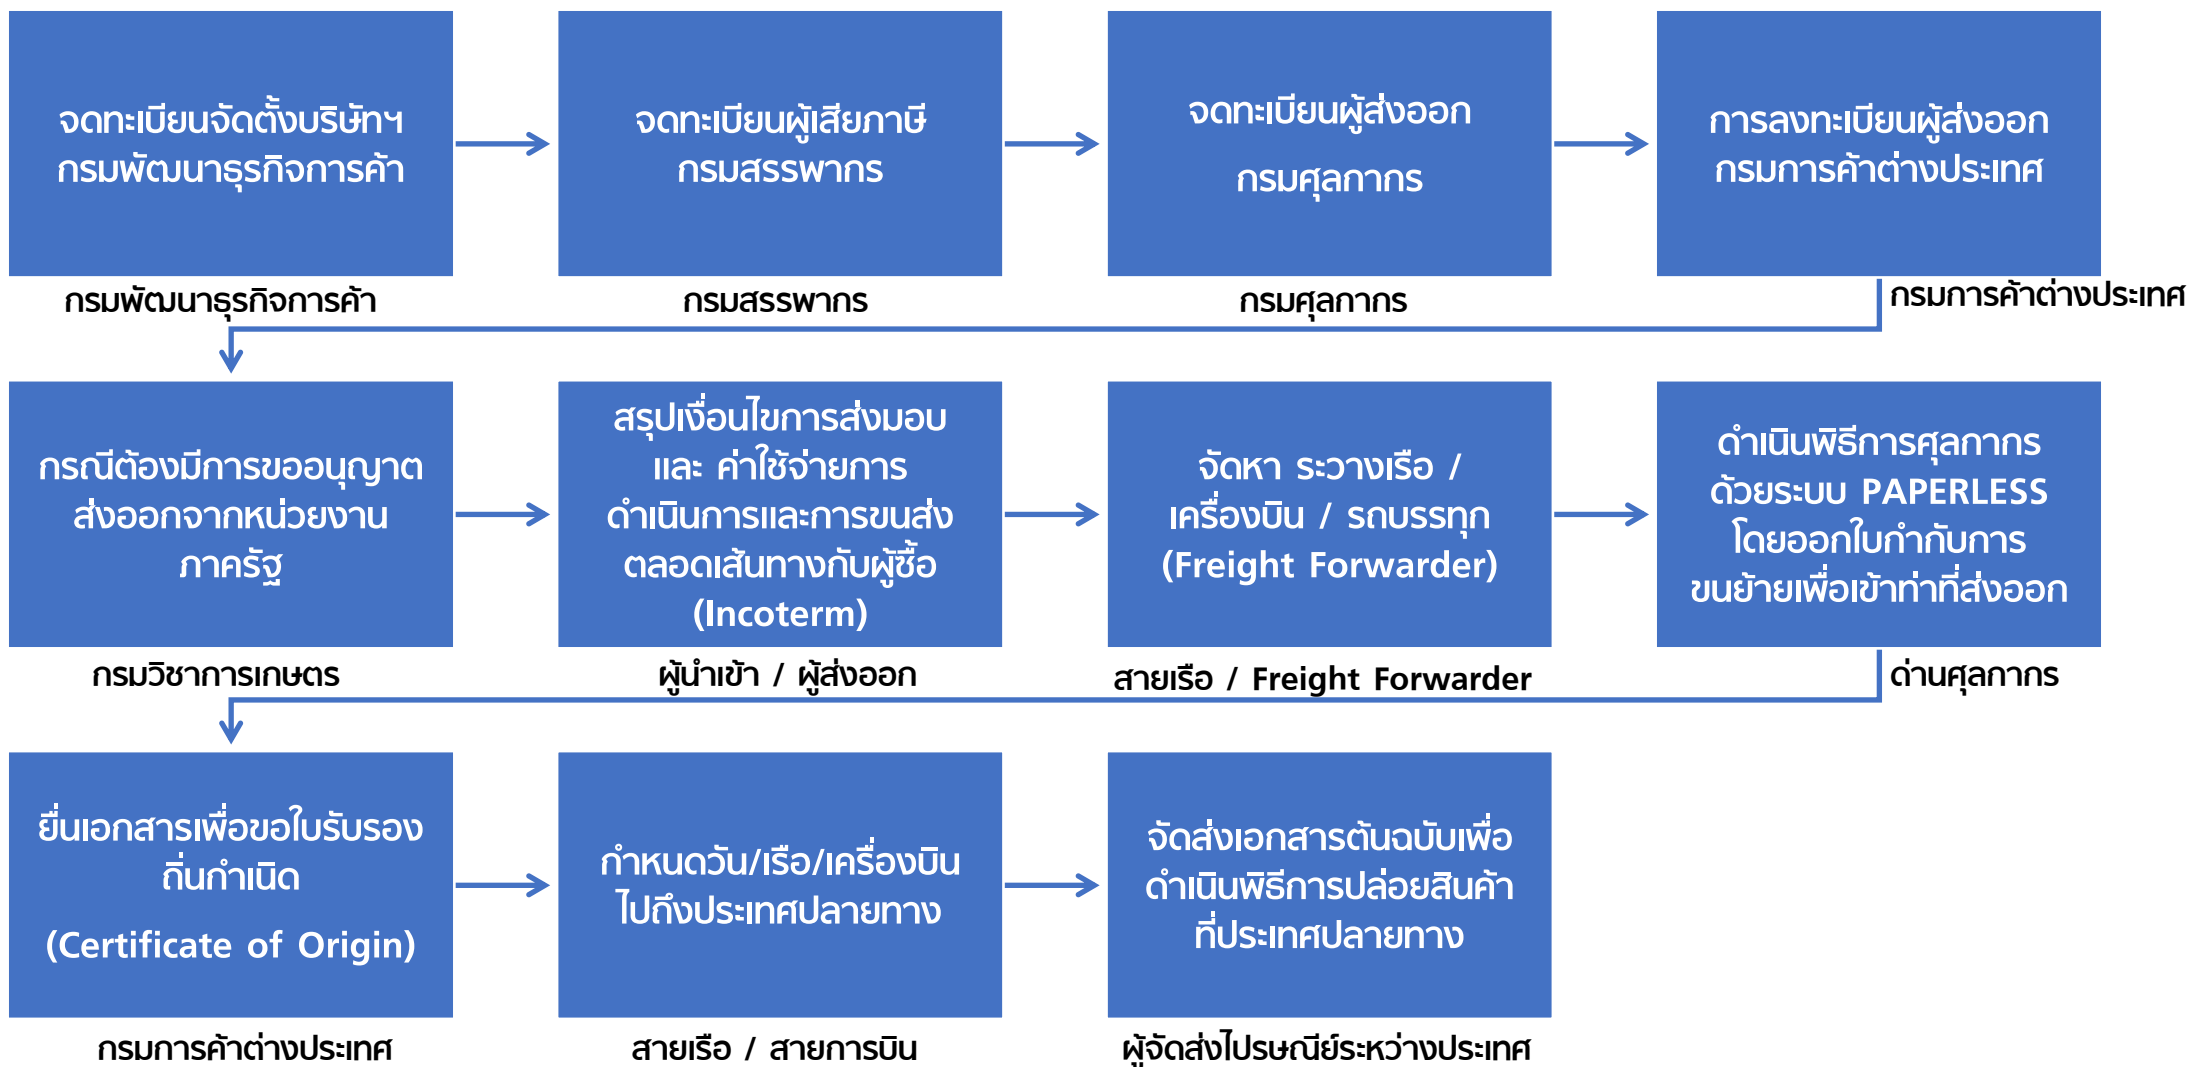 จดทะเบียนจัดตั้งบริษัทฯ
กรมพัฒนาธุรกิจการค้า
จดทะเบียนผู้เสียภาษี
กรมสรรพากร
จดทะเบียนผู้ส่งออก
กรมศุลกากร
การลงทะเบียนผู้ส่งออก
กรมการค้าต่างประเทศ
กรมพัฒนาธุรกิจการค้า
กรมสรรพากร
กรมศุลกากร
กรมการค้าต่างประเทศ
กรณีต้องมีการขออนุญาต
ส่งออกจากหน่วยงาน
ภาครัฐ
สรุปเงื่อนไขการส่งมอบ
และ ค่าใช้จ่ายการ
ดำเนินการและการขนส่ง
ตลอดเส้นทางกับผู้ซื้อ
(Incoterm)
จัดหา ระวางเรือ /
เครื่องบิน / รถบรรทุก
(Freight Forwarder)
ดำเนินพิธีการศุลกากร
ด้วยระบบ PAPERLESS
โดยออกใบกำกับการ
ขนย้ายเพื่อเข้าท่าที่ส่งออก
กรมวิชาการเกษตร
ผู้นำเข้า / ผู้ส่งออก
สายเรือ / Freight Forwarder
ด่านศุลกากร
ยื่นเอกสารเพื่อขอใบรับรอง
ถิ่นกำเนิด
(Certificate of Origin)
กำหนดวัน/เรือ/เครื่องบิน
ไปถึงประเทศปลายทาง
จัดส่งเอกสารต้นฉบับเพื่อ
ดำเนินพิธีการปล่อยสินค้า
ที่ประเทศปลายทาง
กรมการค้าต่างประเทศ
สายเรือ / สายการบิน
ผู้จัดส่งไปรษณีย์ระหว่างประเทศ